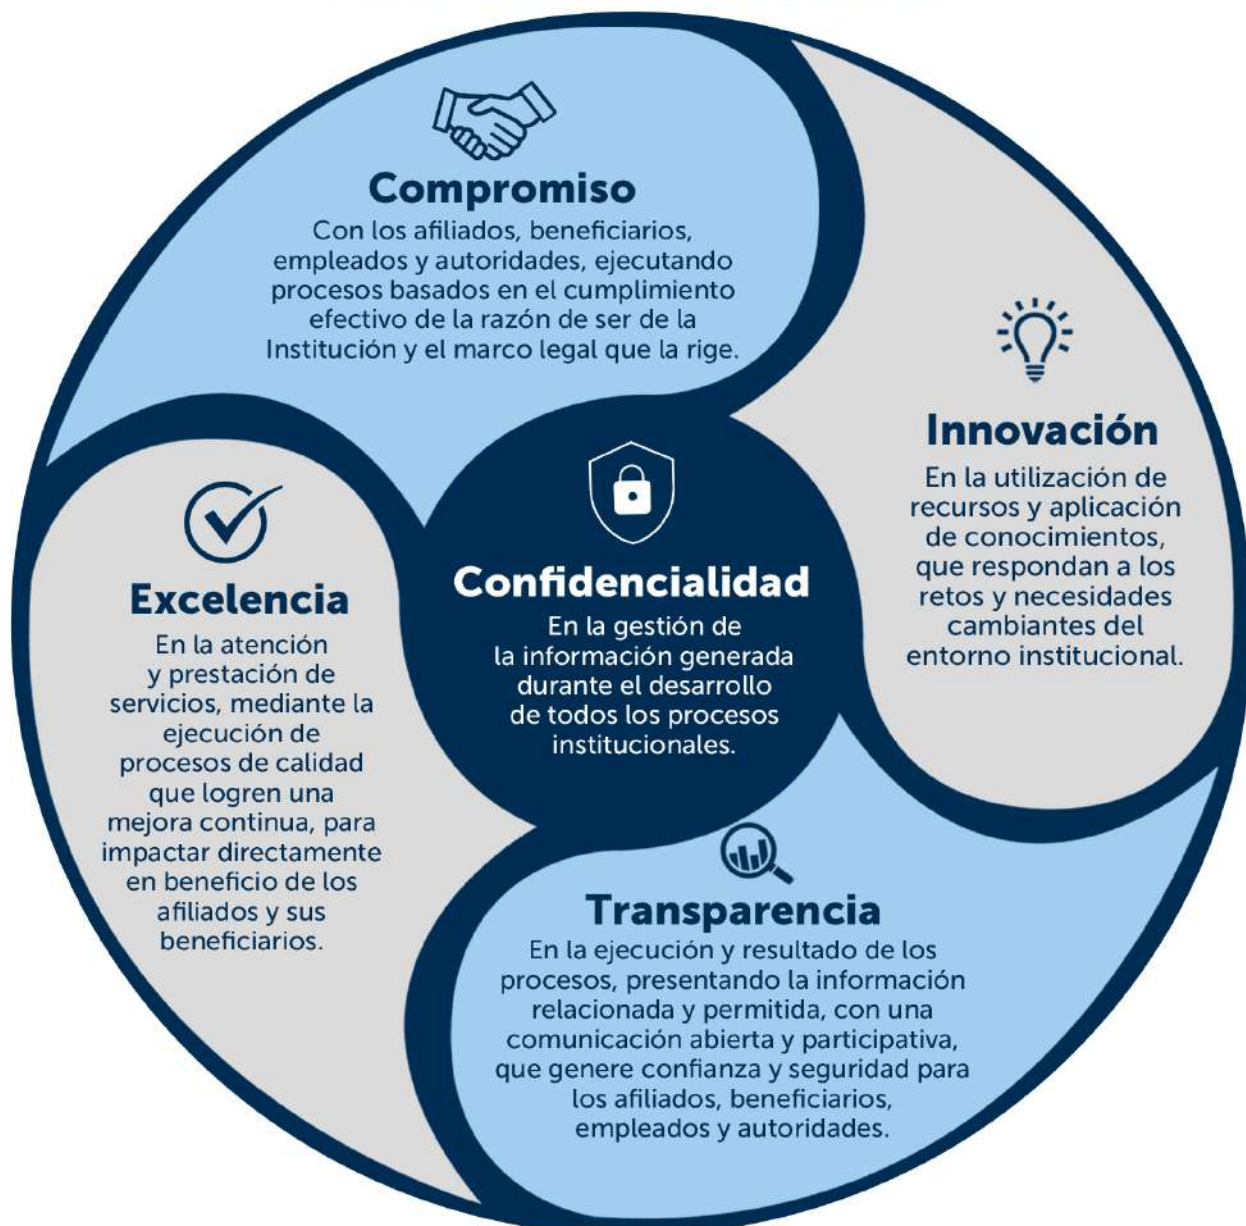 Compromiso
Con los afiliados, beneficiarios,
empleados y autoridades, ejecutando
procesos basados en el cumplimiento
efectivo de la razón de ser de la
Institución y el marco legal que la rige.
Innovación
En la utilización de
recursos y aplicación
de conocimientos,
que respondan a los
retos y necesidades
cambiantes del
entorno institucional.
Excelencia
En la atención
y prestación de
servicios, mediante la
ejecución de
procesos de calidad
que logren una
mejora continua, para
impactar directamente
en beneficio de los
afiliados y sus
beneficiarios.
Confidencialidad
En la gestión de
la información generada
durante el desarrollo
de todos los procesos
institucionales.
Transparencia
En la ejecución y resultado de los
procesos, presentando la información
relacionada y permitida, con una
comunicación abierta y participativa,
que genere confianza y seguridad para
los afiliados, beneficiarios,
empleados y autoridades.